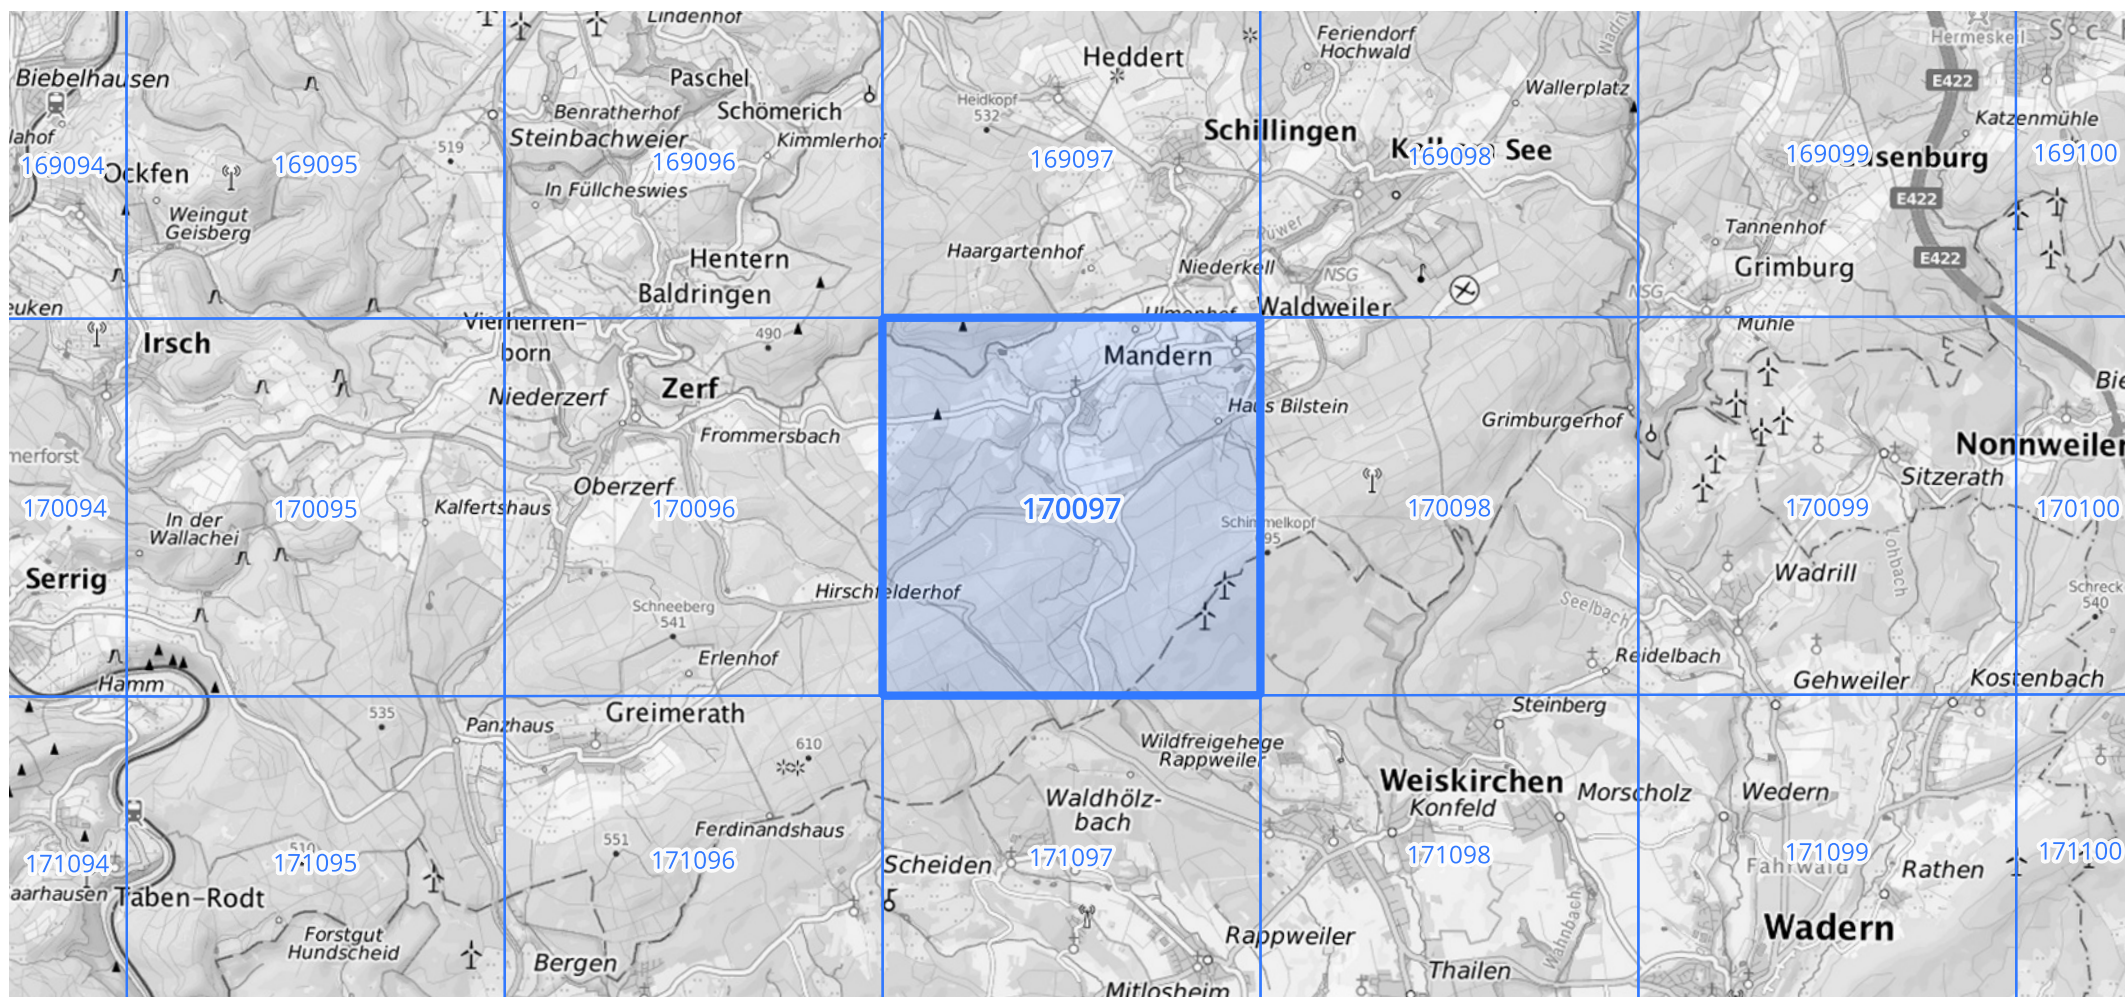 Lindenhof
Feriendorf
Hochwald
Hermeskeil
Heddert
Biebelhausen
Paschel
E422
Wallerplatz
Heidkopf
532
Benratherhof
Schömerich
Katzenmühle
lahof
Steinbachweier
Kimmlerhof
Schillingen
See
519
169094
169095
169096
169097
169098
169099
169100
Ockfen
In Füllcheswies
E422
Weingut
Geisberg
Ruwer
Tannenhof
Haargartenhof
Hentern
Niederkell
NSG
E422
Grimburg
Baldringen
NSG
euken
Ulmenhof
Waldweiler
Vierherren-
born
Mühle
490
Irsch
Mandern
Niederzerf
Zerf
Haus Bilstein
Grimburgerhof
Frommersbach
Nonnweiler
merforst
Oberzerf
Sitzerath
170094
170095
170096
170097
170098
170099
170100
Kalfertshaus
In der
Wallachei
Schimmelkopf
Lohbach
Serrig
Wadrill
Hirschfelderhof
Schneeberg
541
Seelbach
Schreck
540
Erlenhof
Reidelbach
Hamm
Gehweiler
Kostenbach
Greimerath
Steinberg
535
Panzhaus
Wildfreigehege
Rappweiler
610
Weiskirchen
Waldhölz-
bach
Konfeld
Morscholz
Wedern
551
Ferdinandshaus
510
171094
171095
171096
171097
171098
171099
171100
Scheiden
Fahrwald
Rathen
aarhausen
Taben-Rodt
Wadern
Forstgut
Hundscheid
Rappweiler
Wahnbach
Bergen
Thailen
Mitlosheim